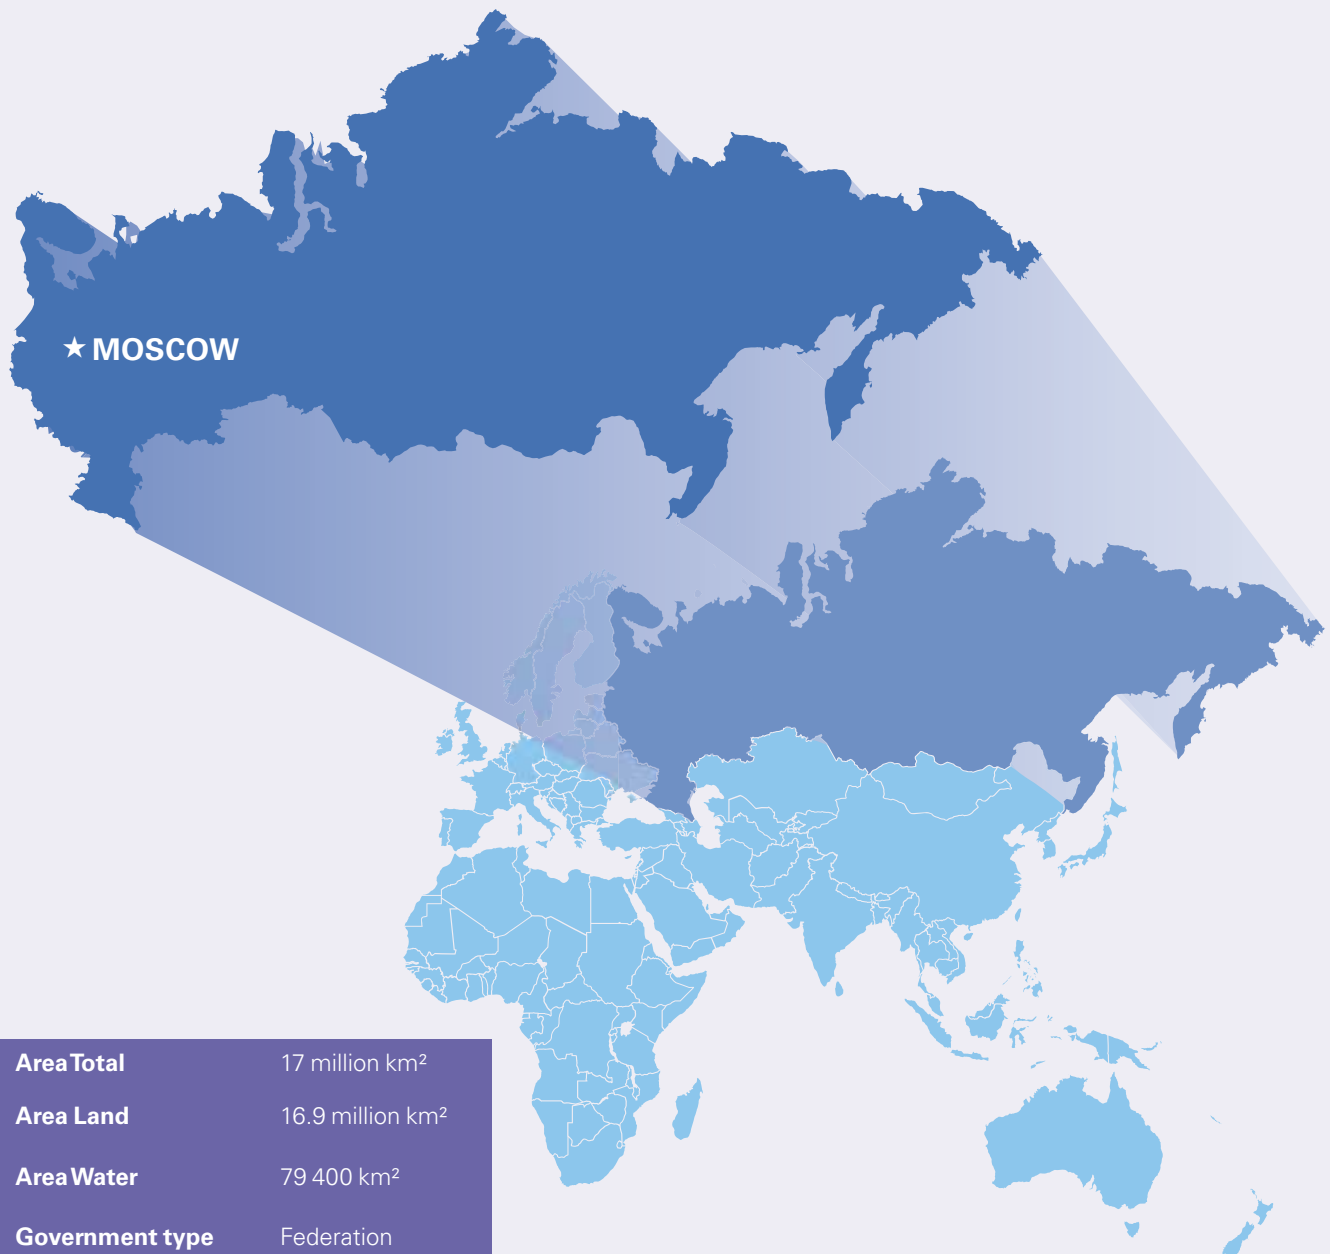 MOSCOW
Area Total 17 million km²
Area Land 16.9 million km²
Area Water 79 400 km²
Government type Federation